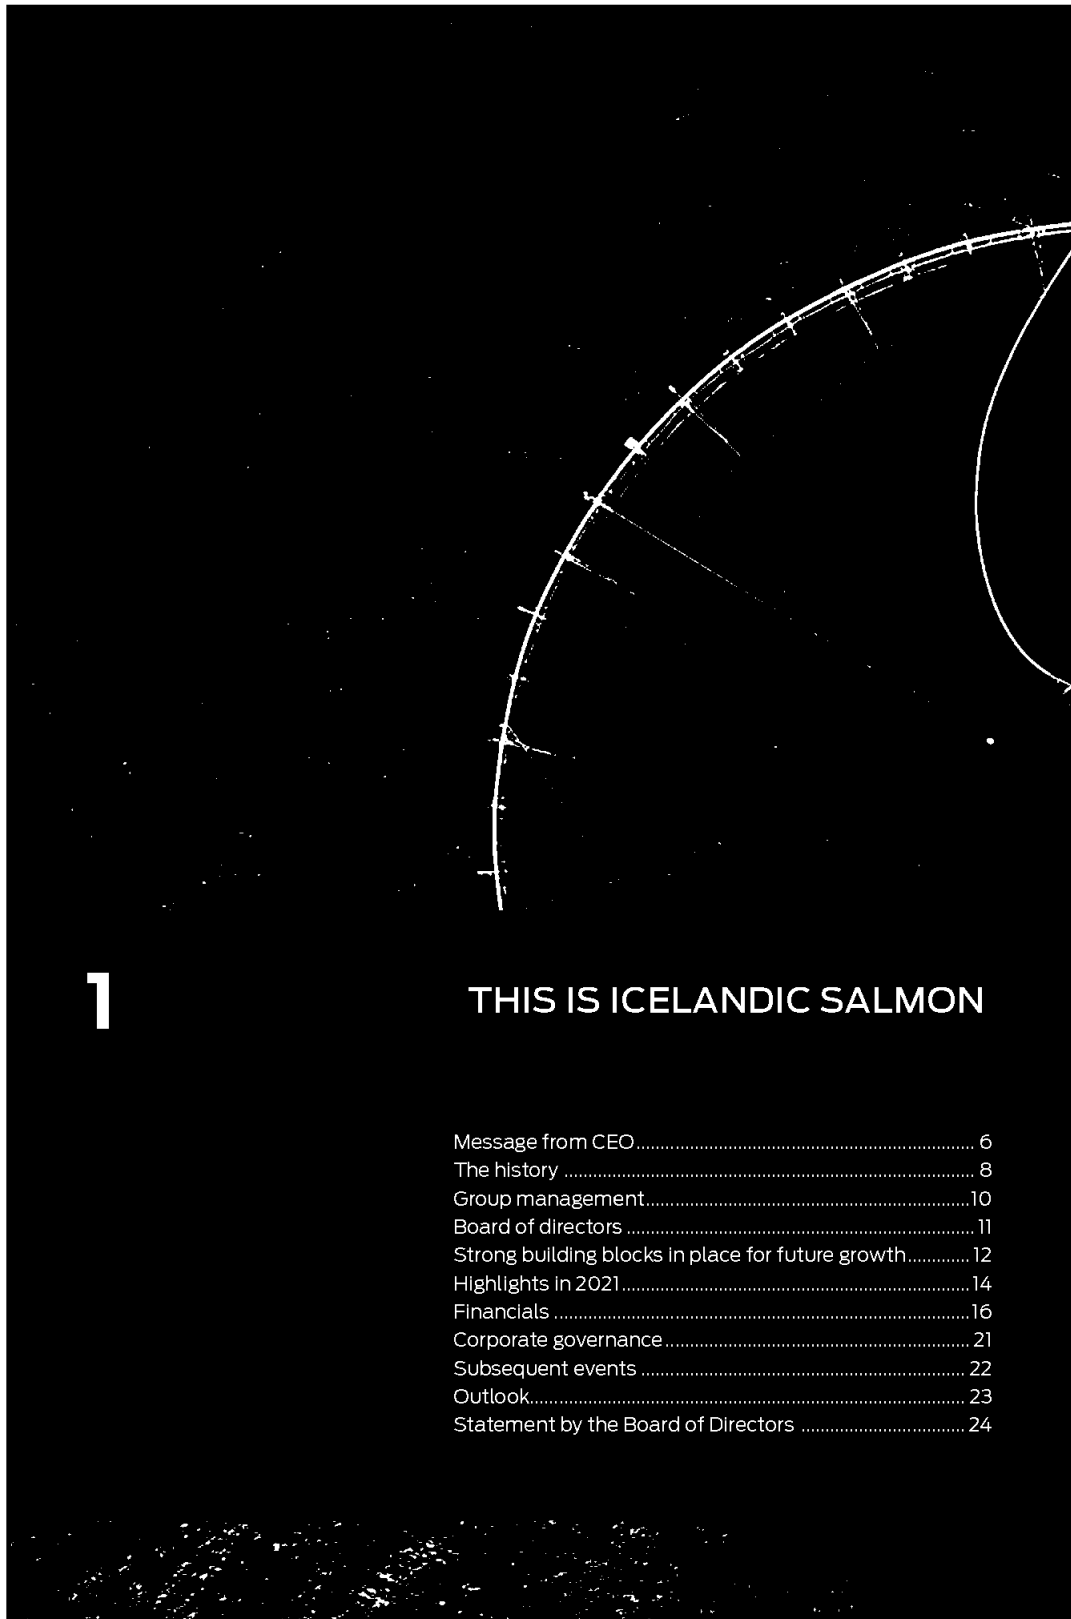 1
THIS IS ICELANDIC SALMON
Message from CEO...................................................................... 6
The history ..................................................................................... 8
Group management...................................................................10
Board of directors ........................................................................11
Strong building blocks in place for future growth.............12
Highlights in 2021........................................................................14
Financials ......................................................................................16
Corporate governance............................................................... 21
Subsequent events ................................................................... 22
Outlook.......................................................................................... 23
Statement by the Board of Directors .................................. 24